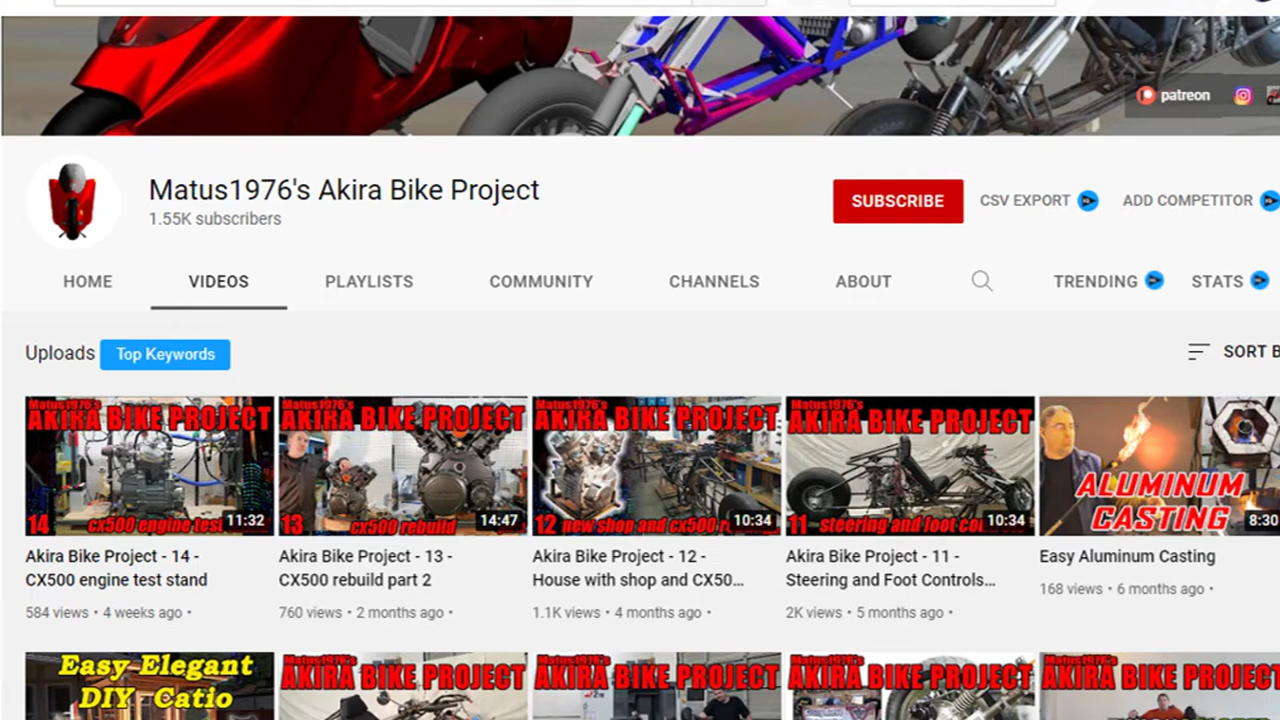 patreon
Matus1976's Akira Bike Project
1.55K subscribers
SUBSCRIBE
CSV EXPORT
ADD COMPETITOR
HOME
VIDEOS
PLAYLISTS
COMMUNITY
CHANNELS
ABOUT
TRENDING
STATS
Uploads
Top Keywords
SORT B
Matus1976's
AKIRA BIKE PROJECT
14
cx500 engine test
11:32
Matus1976's
AKIRA BIKE PROJECT
13
cx500 rebuild
14:47
Matus1976's
AKIRA BIKE PROJECT
12
new shop and cx500 r
10:34
Matus1976's
AKIRA BIKE PROJECT
11
steering and foot con
10:34
ALUMINUM
CASTING
8:30
Akira Bike Project - 14 -
CX500 engine test stand
584 views • 4 weeks ago •
Akira Bike Project - 13 -
CX500 rebuild part 2
760 views • 2 months ago •
Akira Bike Project - 12 -
House with shop and CX50...
1.1K views • 4 months ago •
Akira Bike Project - 11 -
Steering and Foot Controls...
2K views • 5 months ago •
Easy Aluminum Casting
168 views • 6 months ago •
Easy Elegant
DIY Catio
Matus1976's
AKIRA BIKE PROJECT
Matus1976's
AKIRA BIKE PROJECT
Matus1976's
AKIRA BIKE PROJECT
Matus1976's
AKIRA BIKE PROJECT